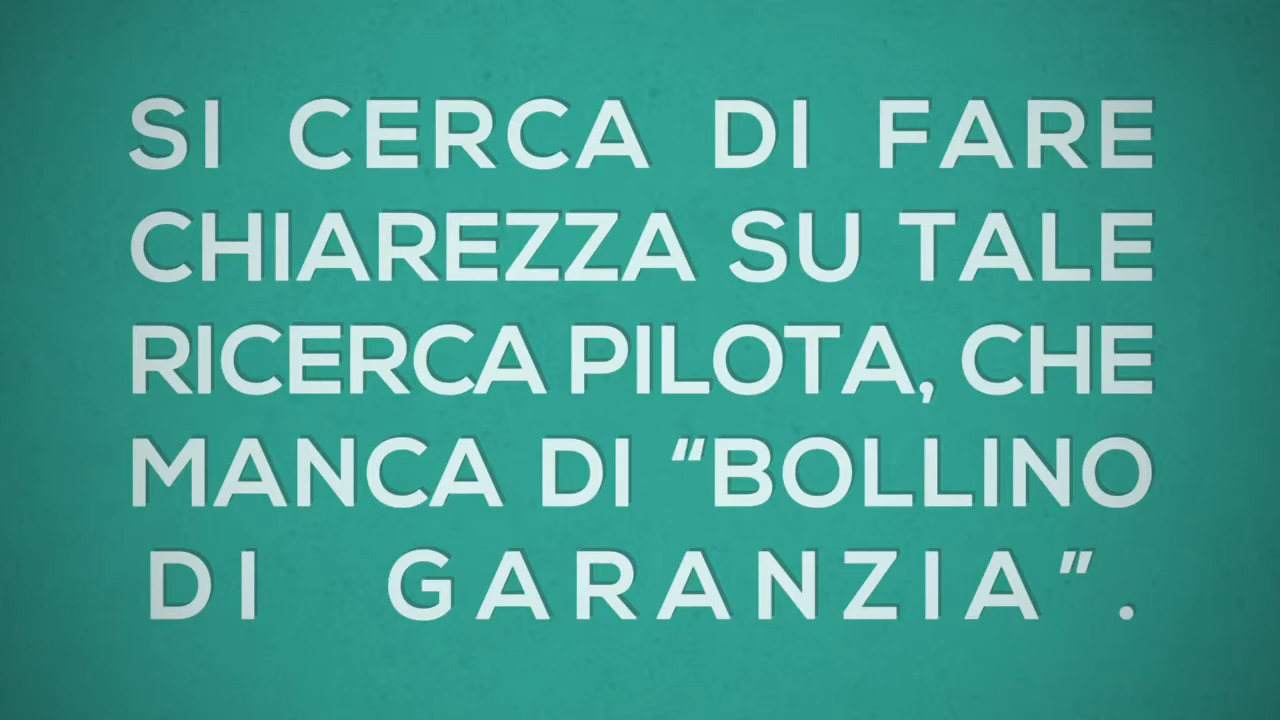 SI CERCA DI FARE
CHIAREZZA SU TALE
RICERCA PILOTA, CHE
MANCA DI “BOLLINO
DI GARANZIA”.